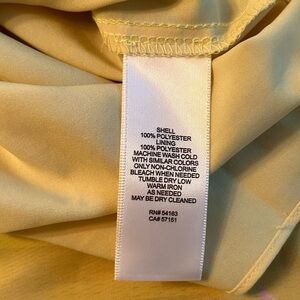 SHELL
100% POLYESTER
LINING
100% POLYESTER
MACHINE WASH COLD
WITH SIMILAR COLORS
ONLY NON-CHLORINE
BLEACH WHEN NEEDED
TUMBLE DRY LOW
WARM IRON
AS NEEDED
MAY BE DRY CLEANED
RN# 54163
CA# 57151